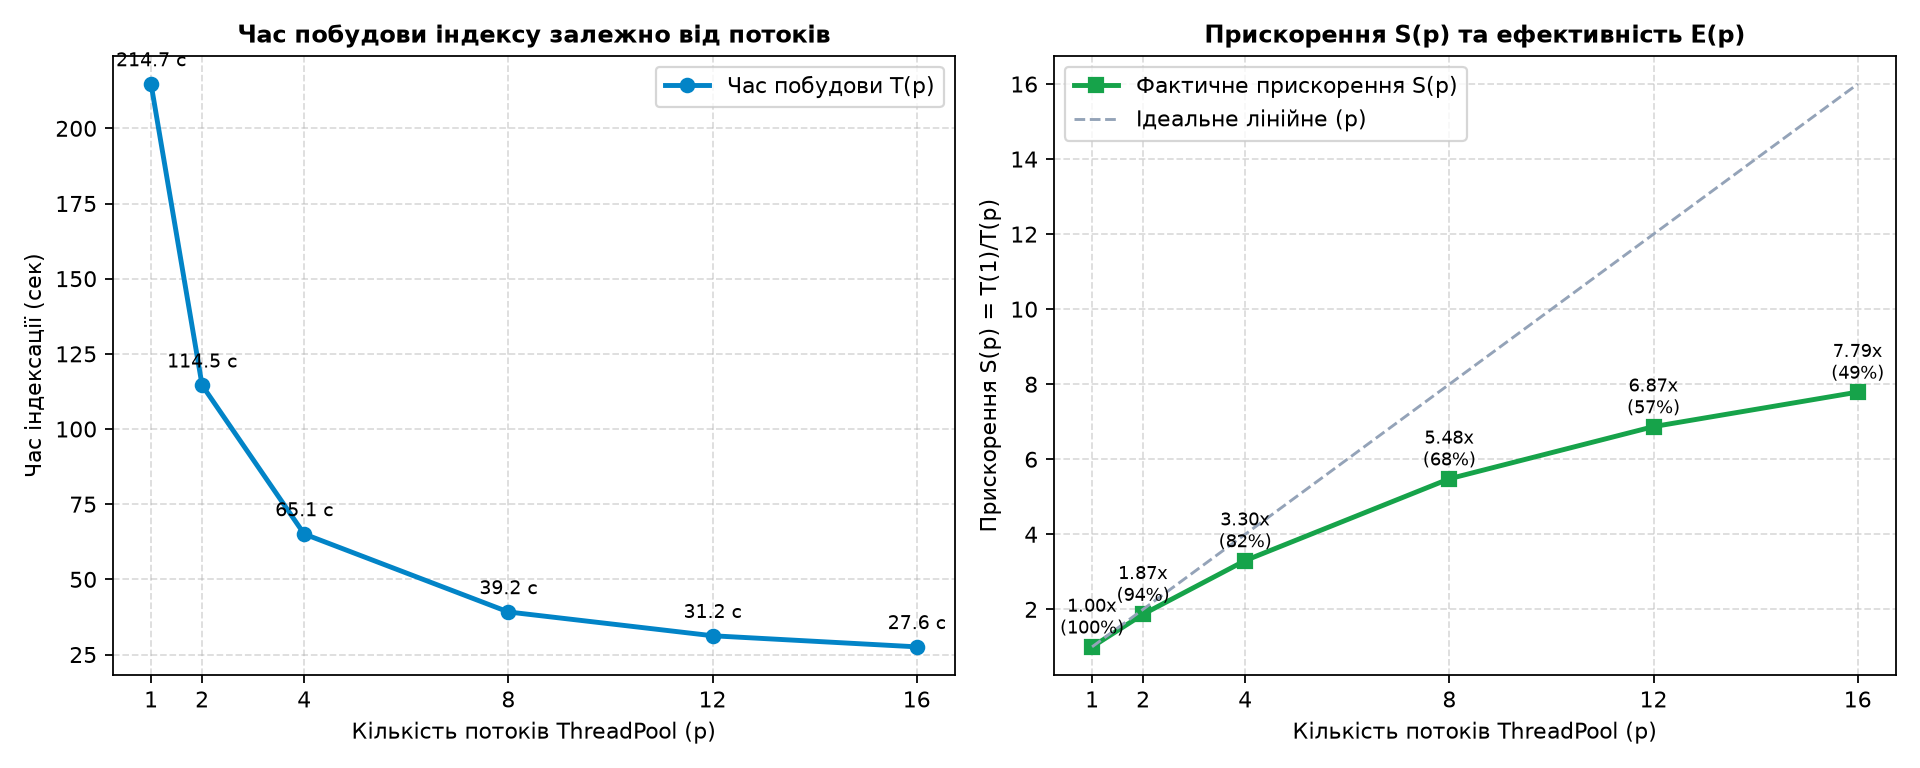 Час побудови індексу залежно від потоків
214.7 с
114.5 с
65.1 с
39.2 с
31.2 с
27.6 с
Час побудови T(p)
200
175
150
125
100
75
50
25
Час індексації (сек)
1 2 4 8 12 16
Кількість потоків ThreadPool (p)
Прискорення S(p) та ефективність E(p)
Фактичне прискорення S(p)
Ідеальне лінійне (p)
16
14
12
10
8
6
4
2
Прискорення S(p) = T(1)/T(p)
1.00x
(100%)
1.87x
(94%)
3.30x
(82%)
5.48x
(68%)
6.87x
(57%)
7.79x
(49%)
1 2 4 8 12 16
Кількість потоків ThreadPool (p)